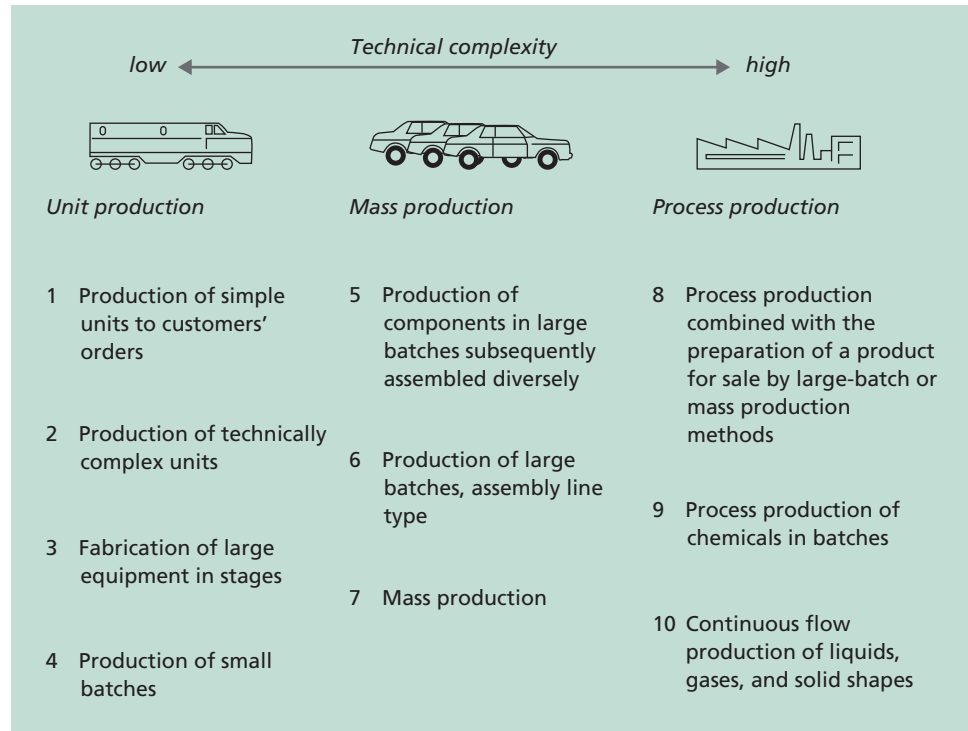 Technical complexity
low
high
Unit production
Mass production
Process production
1 Production of simple
units to customers’
orders
2 Production of technically
complex units
3 Fabrication of large
equipment in stages
4 Production of small
batches
5 Production of
components in large
batches subsequently
assembled diversely
6 Production of large
batches, assembly line
type
7 Mass production
8 Process production
combined with the
preparation of a product
for sale by large-batch or
mass production
methods
9 Process production of
chemicals in batches
10 Continuous flow
production of liquids,
gases, and solid shapes